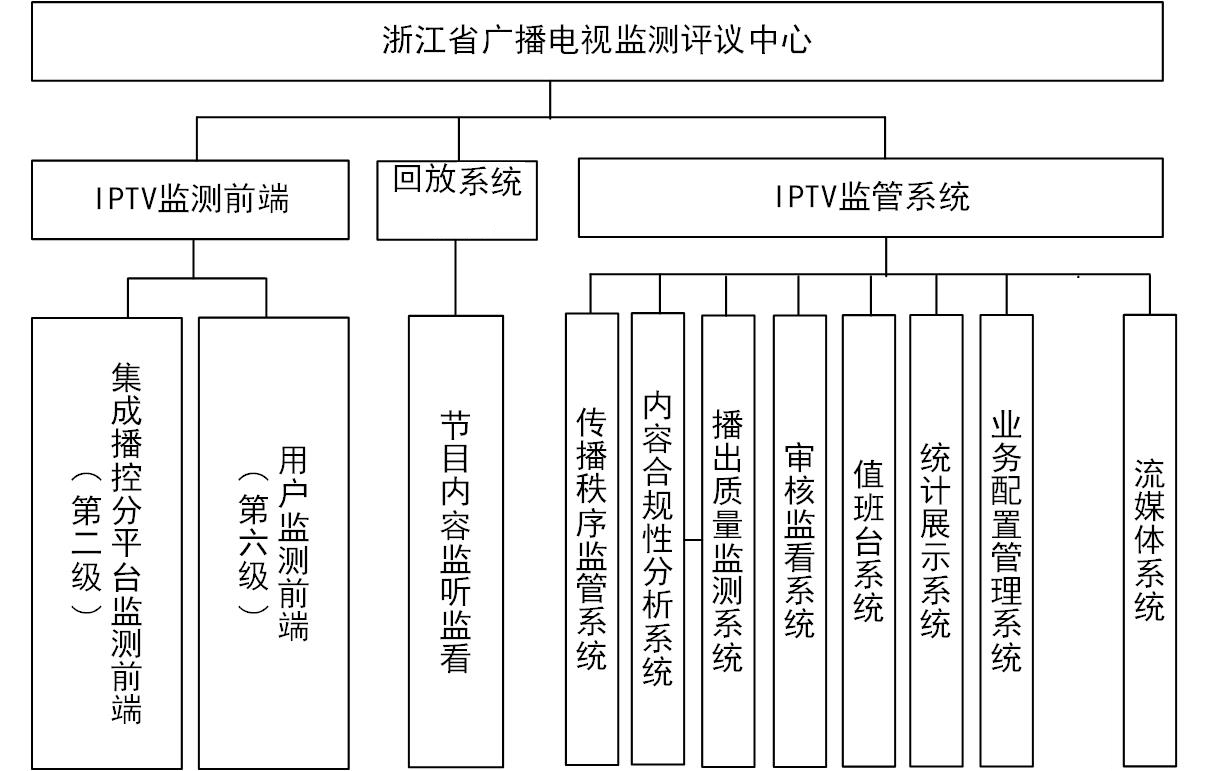 浙江省广播电视监测评议中心
IPTV监测前端
回放系统
IPTV监管系统
集成播控分平台监测前端
（第二级）
用户监测前端
（第六级）
节目内容监听监看
传播秩序监管系统
内容合规性分析系统
播出质量监测系统
审核监看系统
值班台系统
统计展示系统
业务配置管理系统
流媒体系统